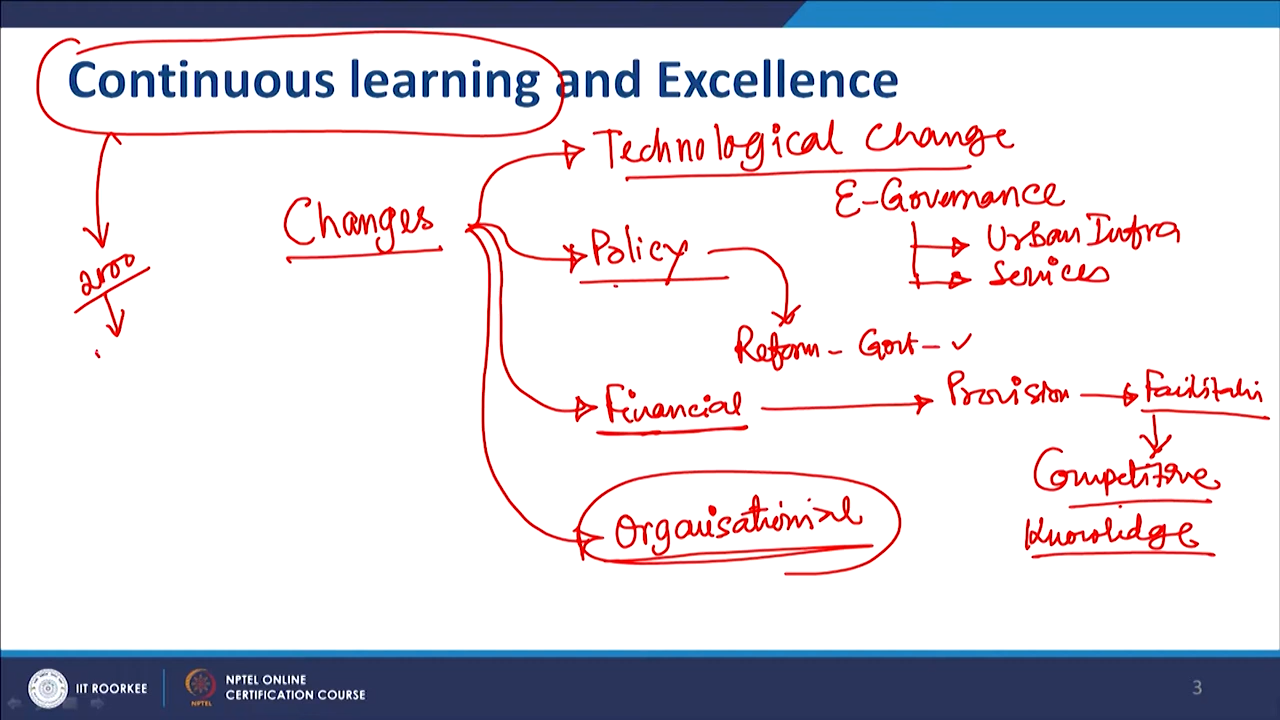 Continuous learning and Excellence
Technological Change
E-Governance
Urban Infra
Services
Changes
Policy
2000
Reform - Govt -
Financial
Provision
Competitive
Knowledge
Organisational
IIT ROORKEE
NPTEL ONLINE
CERTIFICATION COURSE
NPTEL
3